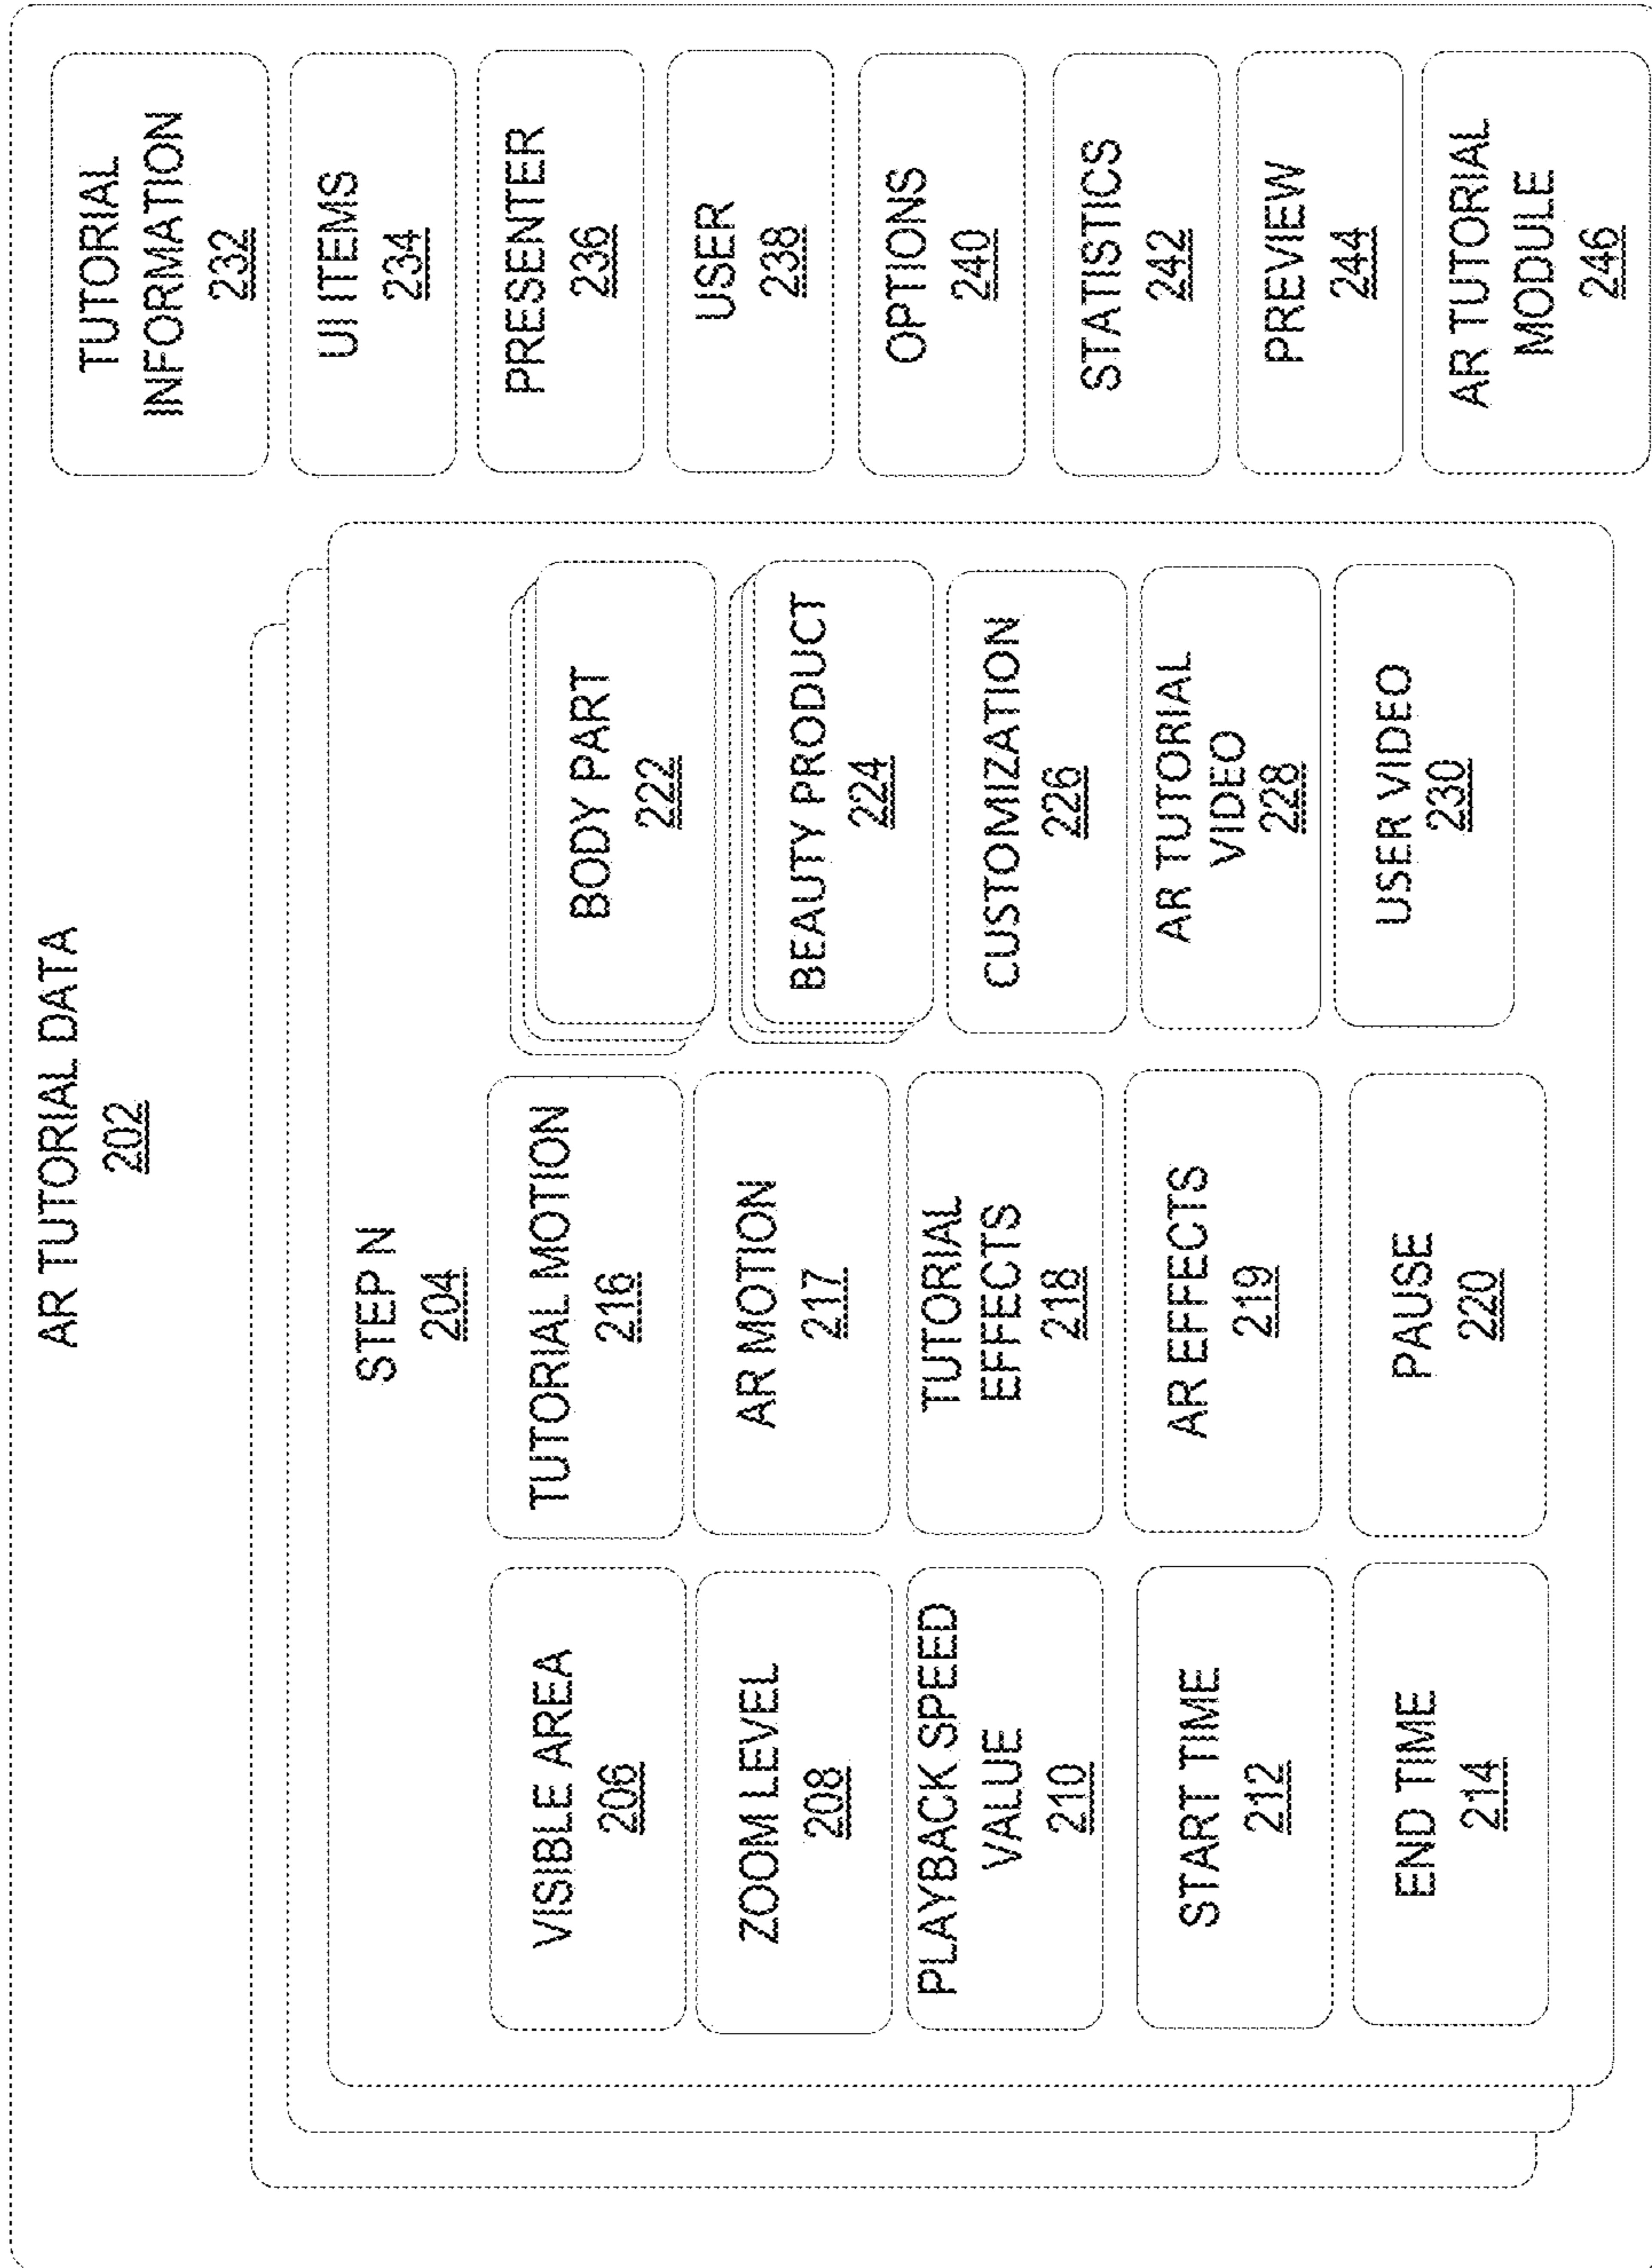 AR TUTORIAL DATA
202
STEP N
204
VISIBLE AREA
206
ZOOM LEVEL
208
PLAYBACK SPEED
VALUE
210
START TIME
212
END TIME
214
TUTORIAL MOTION
216
AR MOTION
217
TUTORIAL
EFFECTS
218
AR EFFECTS
219
PAUSE
220
BODY PART
222
BEAUTY PRODUCT
224
CUSTOMIZATION
226
AR TUTORIAL
VIDEO
228
USER VIDEO
230
TUTORIAL
INFORMATION
232
UI ITEMS
234
PRESENTER
236
USER
238
OPTIONS
240
STATISTICS
242
PREVIEW
244
AR TUTORIAL
MODULE
246